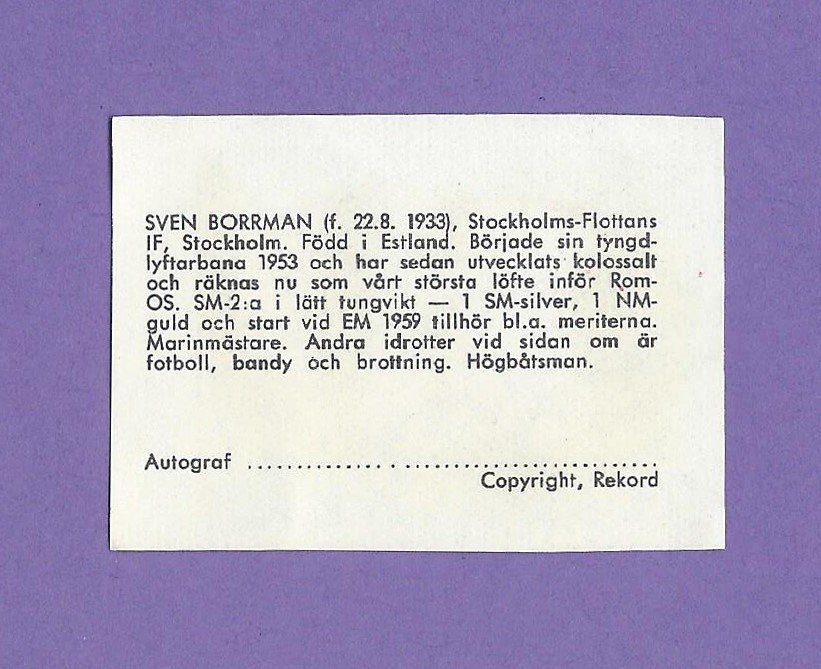 SVEN BORRMAN (f. 22.8. 1933), Stockholms-Flottans
IF, Stockholm. Född i Estland. Började sin tyngd-
lyftarbana 1953 och har sedan utvecklats kolossalt
och räknas nu som vårt största löfte inför Rom-
OS. SM-2:a i lätt tungvikt — 1 SM-silver, 1 NM-
guld och start vid EM 1959 tillhör bl.a. meriterna.
Marinmästare. Andra idrotter vid sidan om är
fotboll, bandy och brottning. Högbåtsman.
Autograf ........................................
Copyright, Rekord